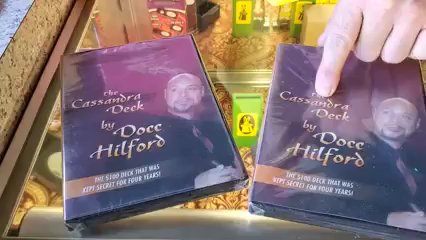 the
Cassandra
Deck
by
Docc
Hilford
THE $100 DECK THAT WAS
KEPT SECRET FOR FOUR YEARS!
the
Cassandra
Deck
by
Docc
Hilford
THE $100 DECK THAT WAS
KEPT SECRET FOR FOUR YEARS!